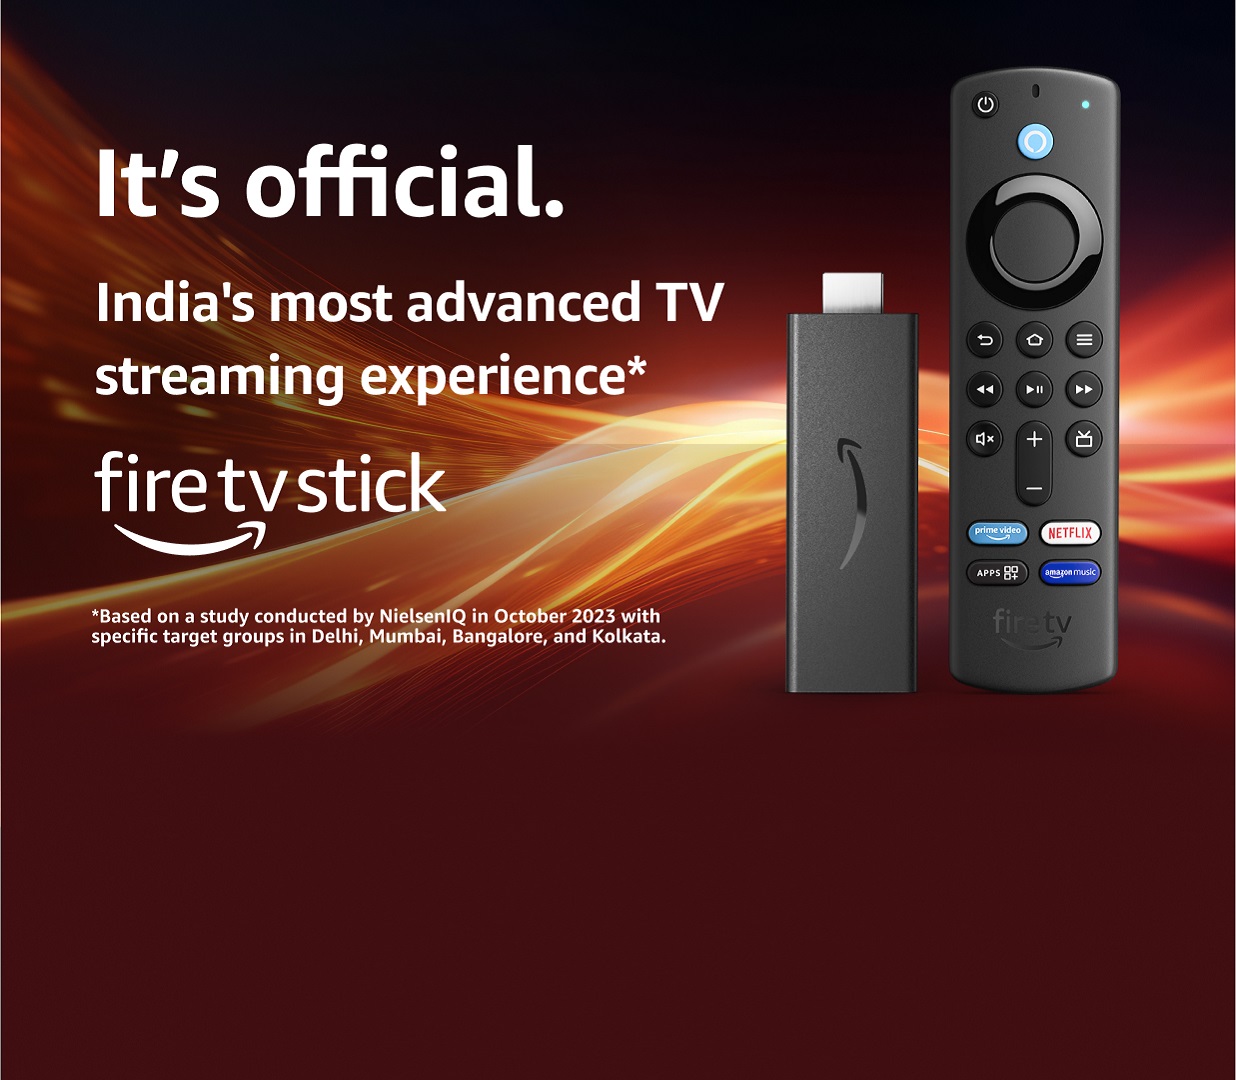 It's official.
India's most advanced TV
streaming experience*
fire tv stick
*Based on a study conducted by NielsenIQ in October 2023 with
specific target groups in Delhi, Mumbai, Bangalore, and Kolkata.
prime video
NETFLIX
APPS
amazon music
fire tv